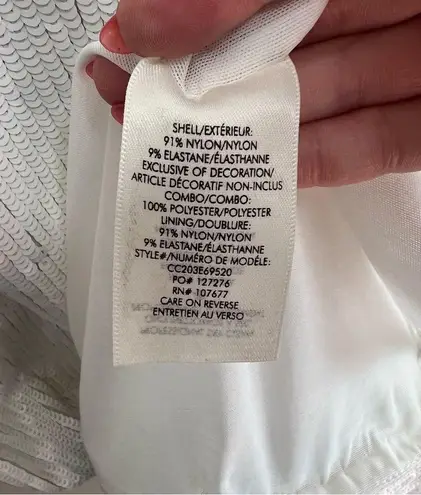 SHELL/EXTÉRIEUR:
91% NYLON/NYLON
9% ELASTANE/ÉLASTHANNE
EXCLUSIVE OF DECORATION/
ARTICLE DÉCORATIF NON-INCLUS
COMBO/COMBO:
100% POLYESTER/POLYESTER
LINING/DOUBLURE:
91% NYLON/NYLON
9% ELASTANE/ÉLASTHANNE
STYLE#/NUMÉRO DE MODÉLE:
CC203E69520
PO# 127276
RN# 107677
CARE ON REVERSE
ENTRETIEN AU VERSO